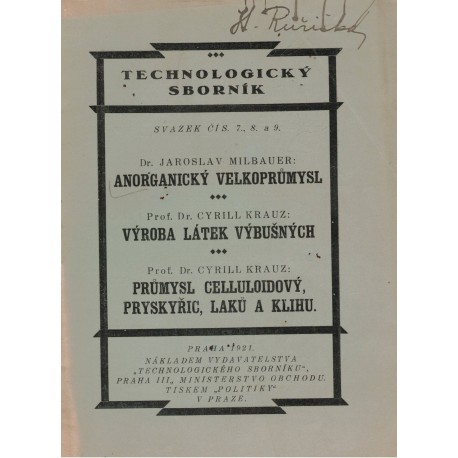 TECHNOLOGICKÝ
SBORNÍK
SVAZEK ČÍS. 7., 8. a 9.
Dr. JAROSLAV MILBAUER:
ANORGANICKÝ VELKOPRŮMYSL
Prof. Dr. CYRILL KRAUZ:
VÝROBA LÁTEK VÝBUŠNÝCH
Prof. Dr. CYRILL KRAUZ:
PRŮMYSL CELLULOIDOVÝ,
PRYSKYŘIC, LAKŮ A KLIHU.
PRAHA 1921.
NÁKLADEM VYDAVATELSTVA
„TECHNOLOGICKÉHO SBORNÍKU“,
PRAHA III., MINISTERSTVO OBCHODU.
TISKEM „POLITIKY“
V PRAZE.